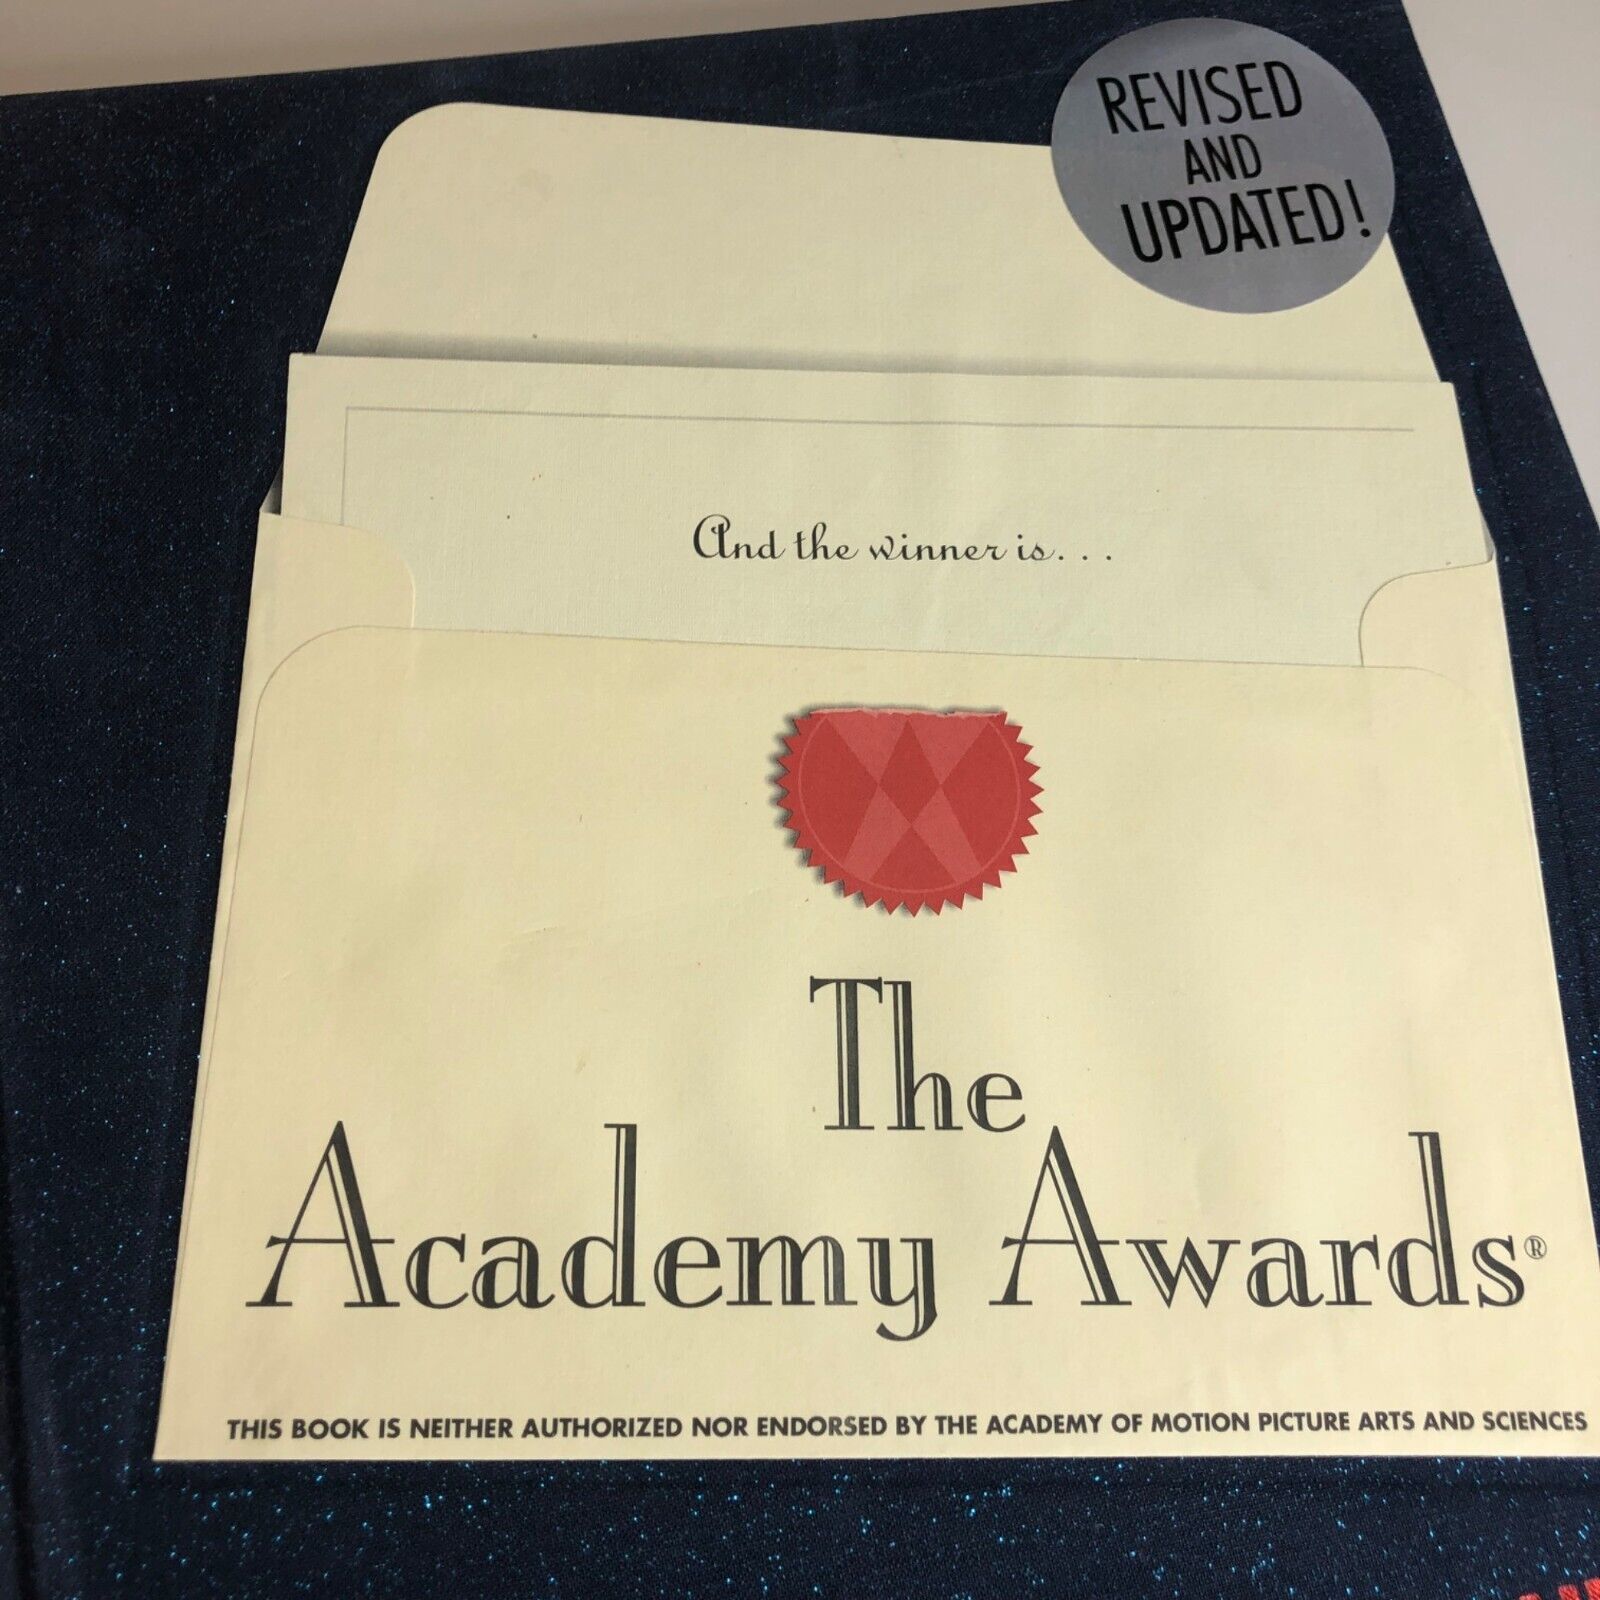 REVISED
AND
UPDATED!
And the winner is...
The
Academy Awards®
THIS BOOK IS NEITHER AUTHORIZED NOR ENDORSED BY THE ACADEMY OF MOTION PICTURE ARTS AND SCIENCES